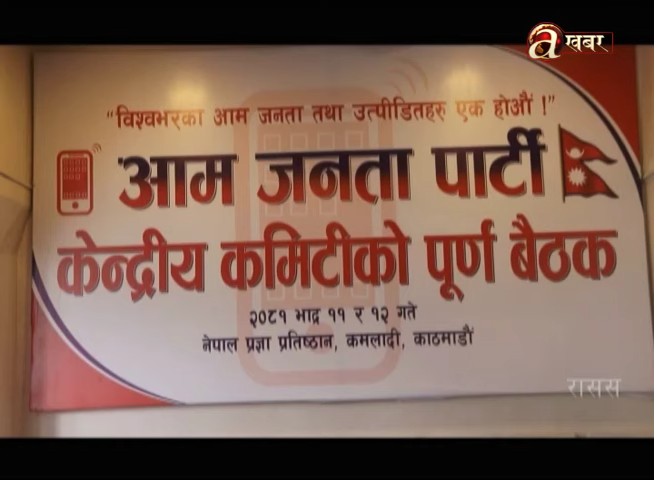 a खबर
"विश्वभरका आम जनता तथा उत्पीडितहरु एक होऔं !"
आम जनता पार्टी
केन्द्रीय कमिटीको पूर्ण बैठक
२०८१ भाद्र ११ र १२ गते
नेपाल प्रज्ञा प्रतिष्ठान, कमलादी, काठमाडौं
रासस